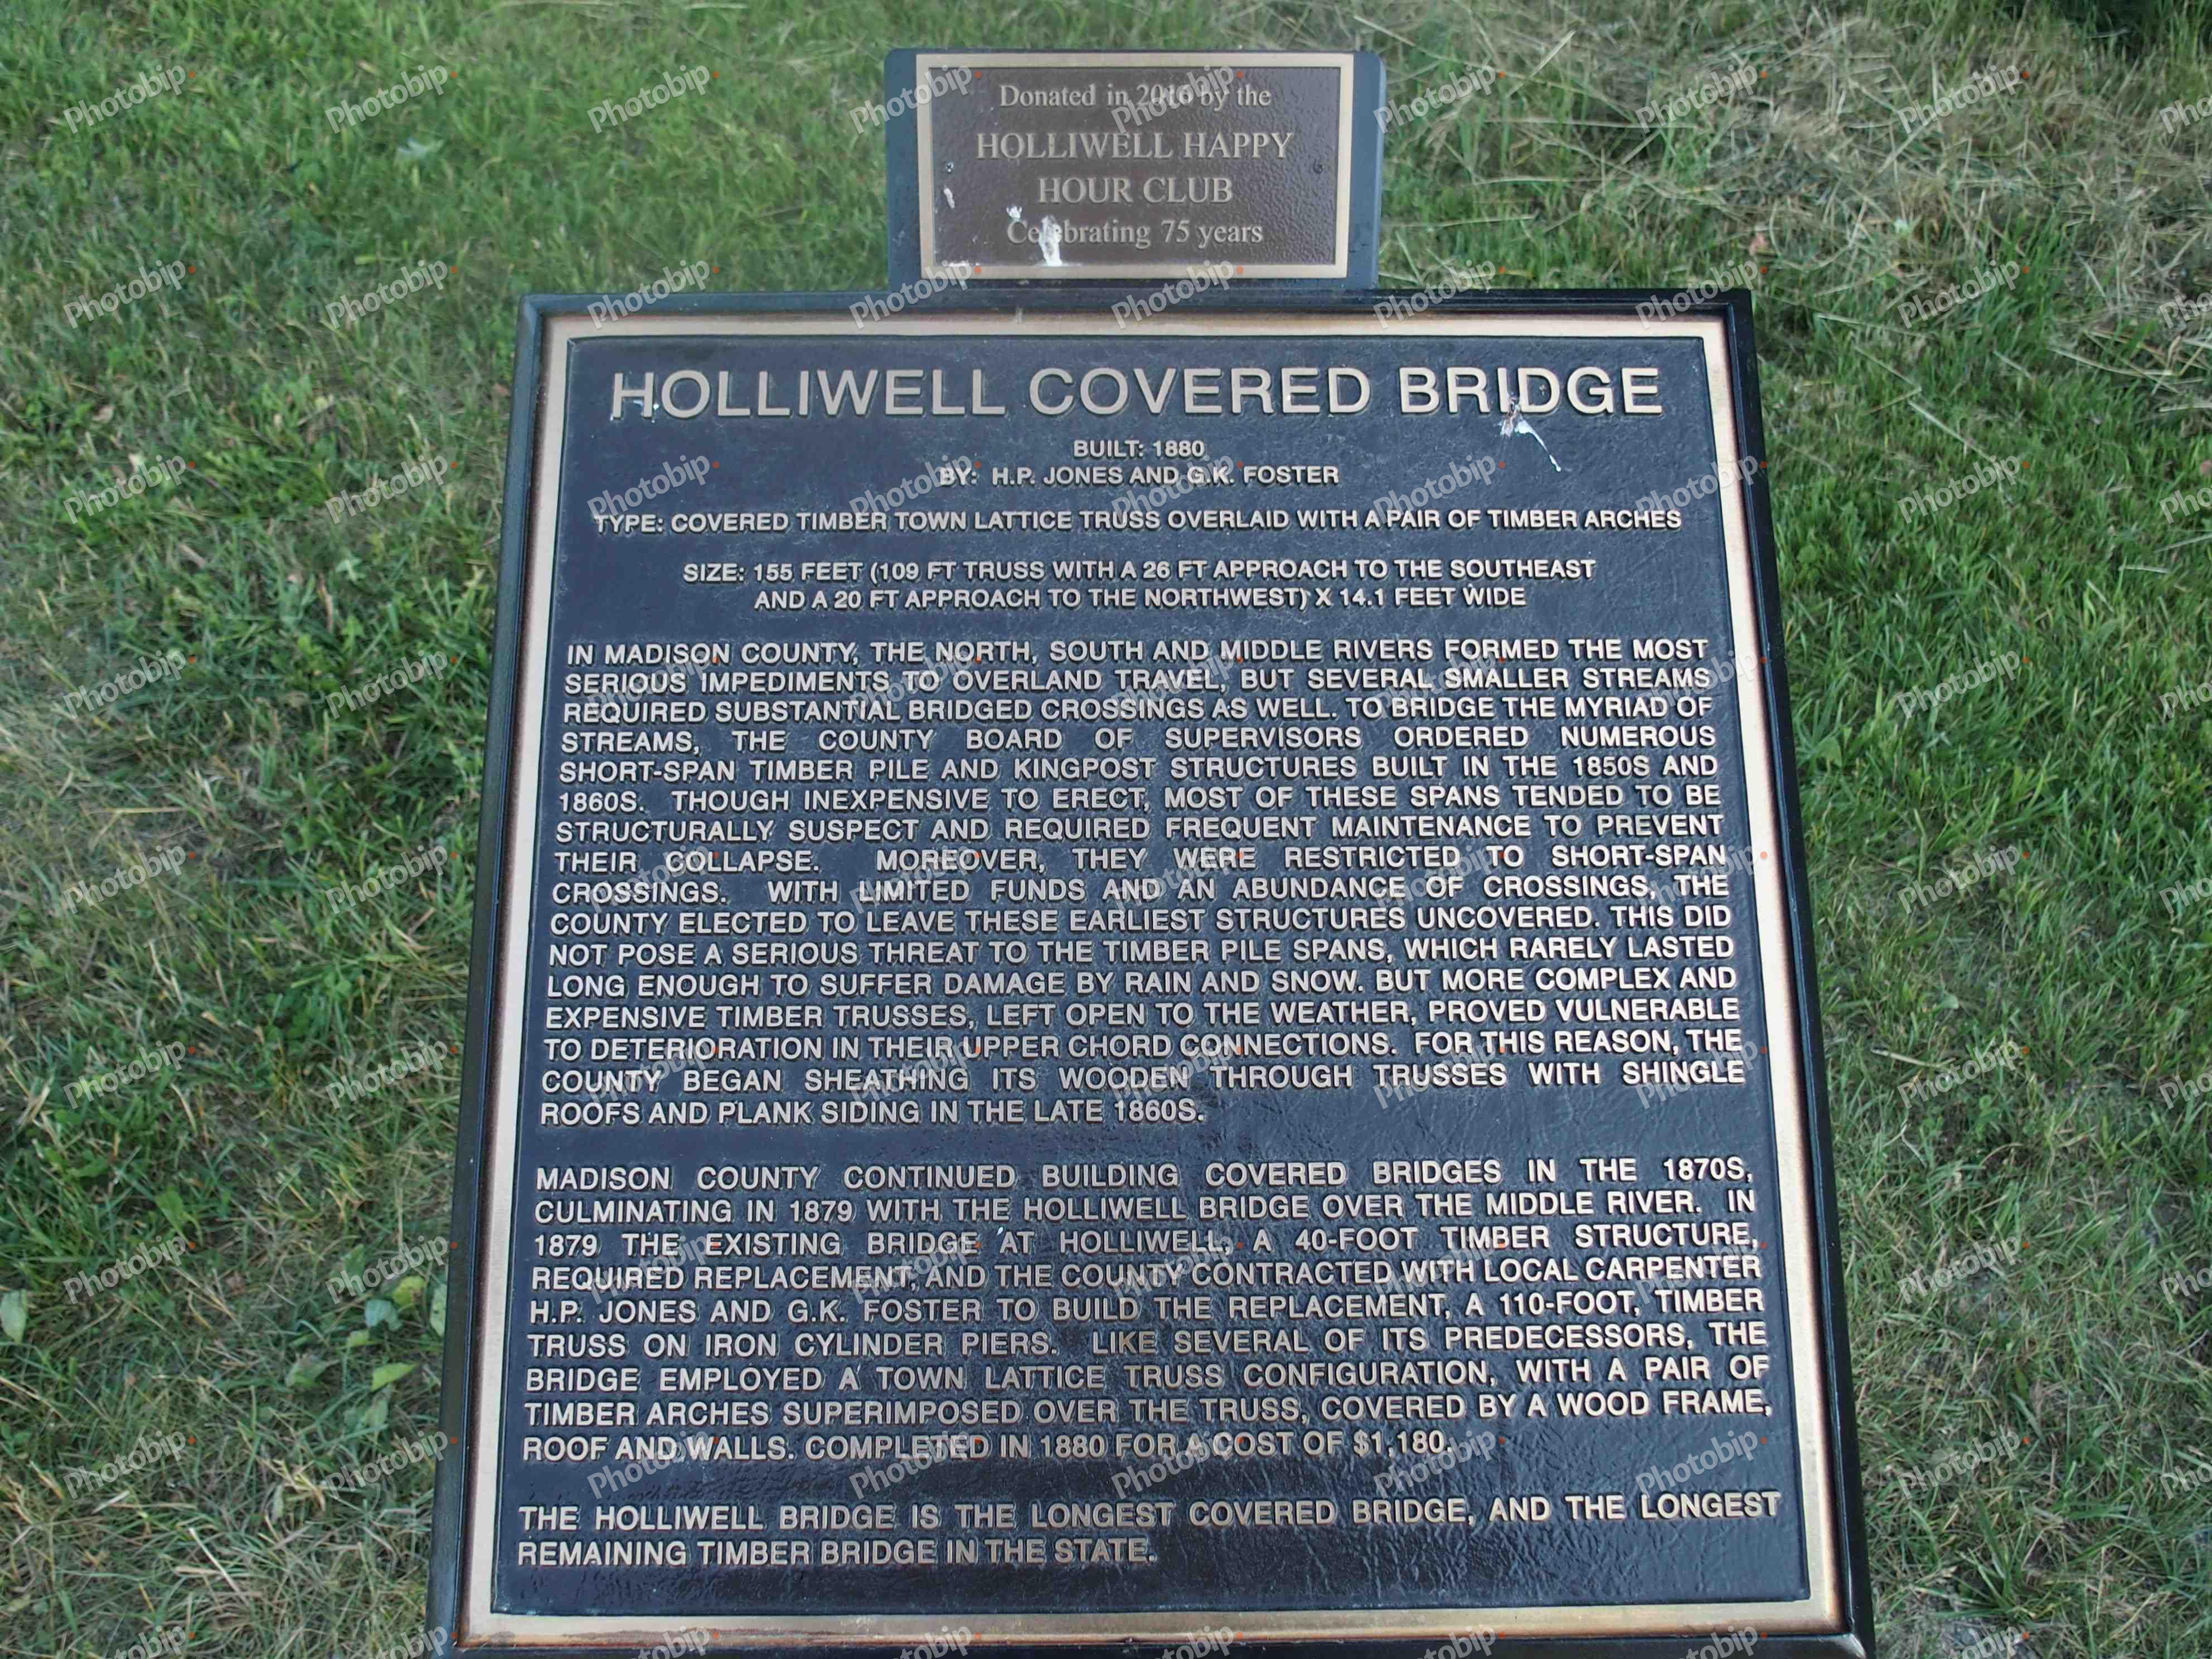 Donated in 2016 by the
HOLLIWELL HAPPY
HOUR CLUB
Celebrating 75 years
HOLLIWELL COVERED BRIDGE
BUILT: 1880
BY: H.P. JONES AND G.K. FOSTER
TYPE: COVERED TIMBER TOWN LATTICE TRUSS OVERLAID WITH A PAIR OF TIMBER ARCHES
SIZE: 155 FEET (109 FT TRUSS WITH A 26 FT APPROACH TO THE SOUTHEAST
AND A 20 FT APPROACH TO THE NORTHWEST) X 14.1 FEET WIDE
IN MADISON COUNTY, THE NORTH, SOUTH AND MIDDLE RIVERS FORMED THE MOST
SERIOUS IMPEDIMENTS TO OVERLAND TRAVEL, BUT SEVERAL SMALLER STREAMS
REQUIRED SUBSTANTIAL BRIDGED CROSSINGS AS WELL. TO BRIDGE THE MYRIAD OF
STREAMS, THE COUNTY BOARD OF SUPERVISORS ORDERED NUMEROUS
SHORT-SPAN TIMBER PILE AND KINGPOST STRUCTURES BUILT IN THE 1850S AND
1860S. THOUGH INEXPENSIVE TO ERECT, MOST OF THESE SPANS TENDED TO BE
STRUCTURALLY SUSPECT AND REQUIRED FREQUENT MAINTENANCE TO PREVENT
THEIR COLLAPSE. MOREOVER, THEY WERE RESTRICTED TO SHORT-SPAN
CROSSINGS. WITH LIMITED FUNDS AND AN ABUNDANCE OF CROSSINGS, THE
COUNTY ELECTED TO LEAVE THESE EARLIEST STRUCTURES UNCOVERED. THIS DID
NOT POSE A SERIOUS THREAT TO THE TIMBER PILE SPANS, WHICH RARELY LASTED
LONG ENOUGH TO SUFFER DAMAGE BY RAIN AND SNOW. BUT MORE COMPLEX AND
EXPENSIVE TIMBER TRUSSES, LEFT OPEN TO THE WEATHER, PROVED VULNERABLE
TO DETERIORATION IN THEIR UPPER CHORD CONNECTIONS. FOR THIS REASON, THE
COUNTY BEGAN SHEATHING ITS WOODEN THROUGH TRUSSES WITH SHINGLE
ROOFS AND PLANK SIDING IN THE LATE 1860S.
MADISON COUNTY CONTINUED BUILDING COVERED BRIDGES IN THE 1870S,
CULMINATING IN 1879 WITH THE HOLLIWELL BRIDGE OVER THE MIDDLE RIVER. IN
1879 THE EXISTING BRIDGE AT HOLLIWELL, A 40-FOOT TIMBER STRUCTURE,
REQUIRED REPLACEMENT, AND THE COUNTY CONTRACTED WITH LOCAL CARPENTER
H.P. JONES AND G.K. FOSTER TO BUILD THE REPLACEMENT, A 110-FOOT, TIMBER
TRUSS ON IRON CYLINDER PIERS. LIKE SEVERAL OF ITS PREDECESSORS, THE
BRIDGE EMPLOYED A TOWN LATTICE TRUSS CONFIGURATION, WITH A PAIR OF
TIMBER ARCHES SUPERIMPOSED OVER THE TRUSS, COVERED BY A WOOD FRAME,
ROOF AND WALLS. COMPLETED IN 1880 FOR A COST OF $1,180.
THE HOLLIWELL BRIDGE IS THE LONGEST COVERED BRIDGE, AND THE LONGEST
REMAINING TIMBER BRIDGE IN THE STATE.
Photobip